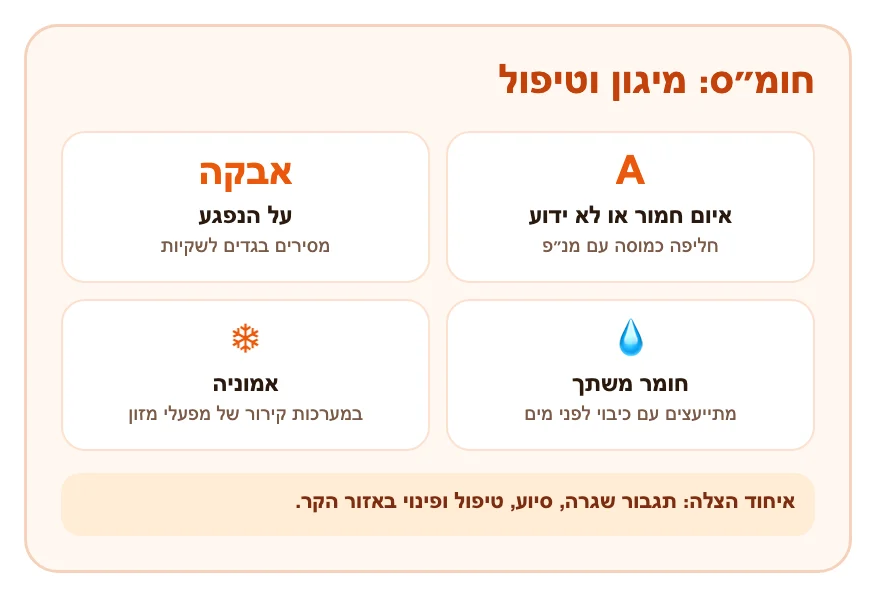 חומ״ס: מיגון וטיפול
A
איום חמור או לא ידוע
חליפה כמוסה עם מנ״פ
אבקה
על הנפגע
מסירים בגדים לשקיות
חומר משתך
מתייעצים עם כיבוי לפני מים
אמוניה
במערכות קירור של מפעלי מזון
איחוד הצלה: תגבור שגרה, סיוע, טיפול ופינוי באזור הקר.